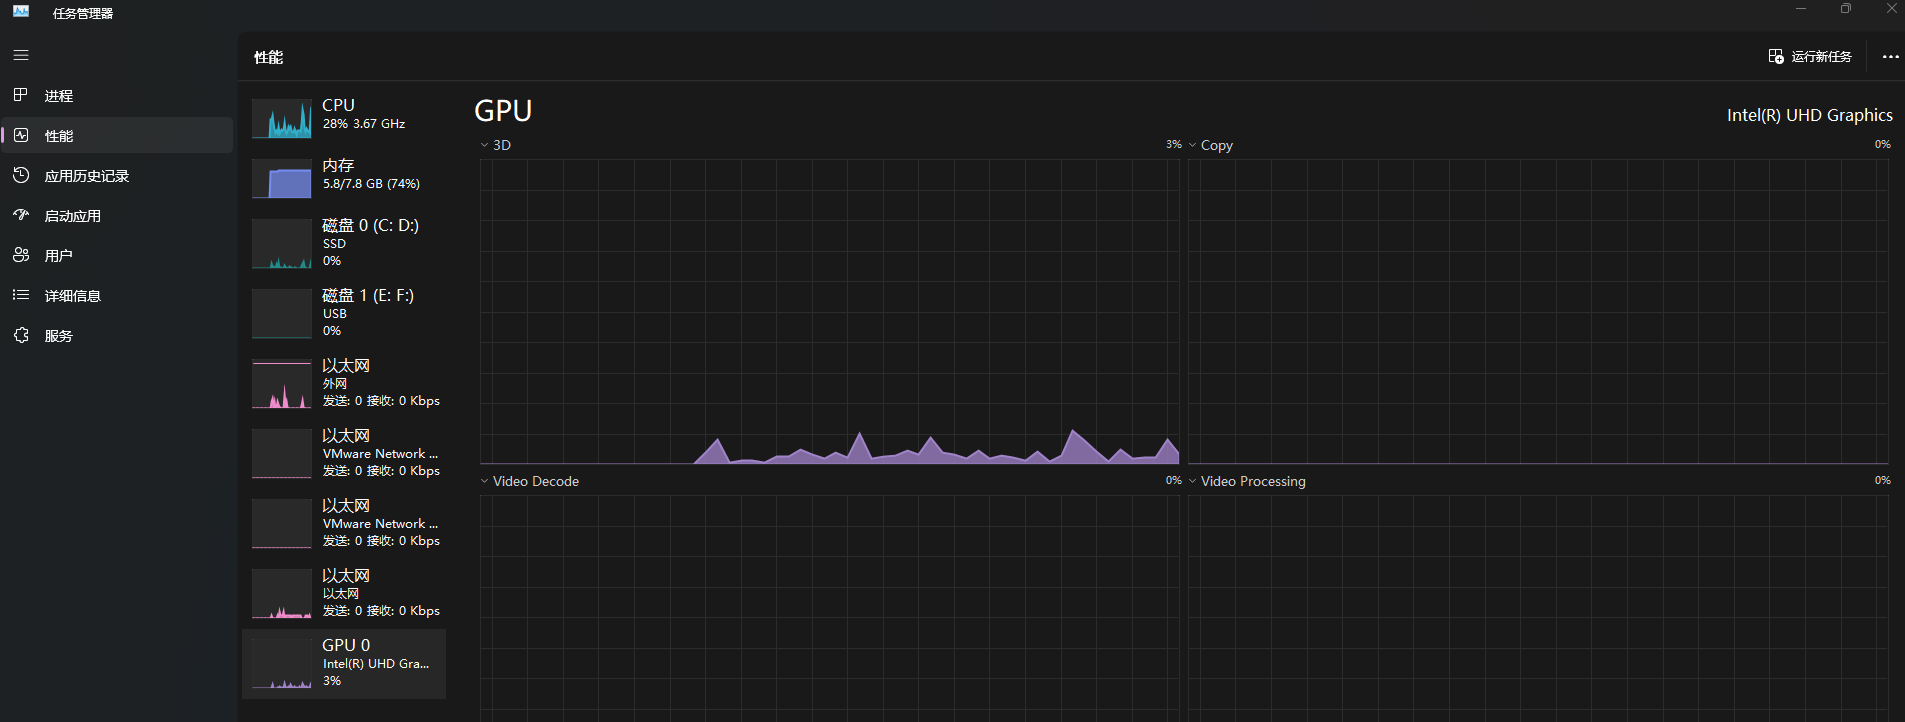 任务管理器
性能
运行新任务
进程
性能
应用历史记录
启动应用
用户
详细信息
服务
CPU
28% 3.67 GHz
内存
5.8/7.8 GB (74%)
磁盘 0 (C: D:)
SSD
0%
磁盘 1 (E: F:)
USB
0%
以太网
外网
发送: 0 接收: 0 Kbps
以太网
VMware Network ...
发送: 0 接收: 0 Kbps
以太网
VMware Network ...
发送: 0 接收: 0 Kbps
以太网
以太网
发送: 0 接收: 0 Kbps
GPU 0
Intel(R) UHD Gra...
3%
GPU
Intel(R) UHD Graphics
3D 3%
Copy 0%
Video Decode 0%
Video Processing 0%